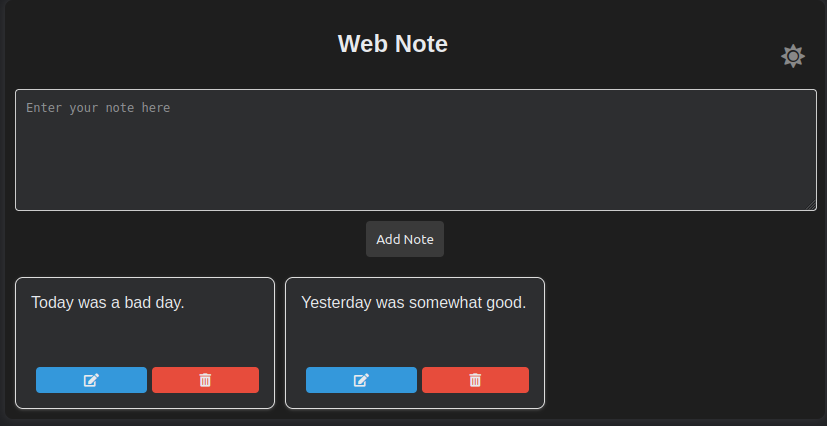 Web Note
Enter your note here
Add Note
Today was a bad day.
Yesterday was somewhat good.